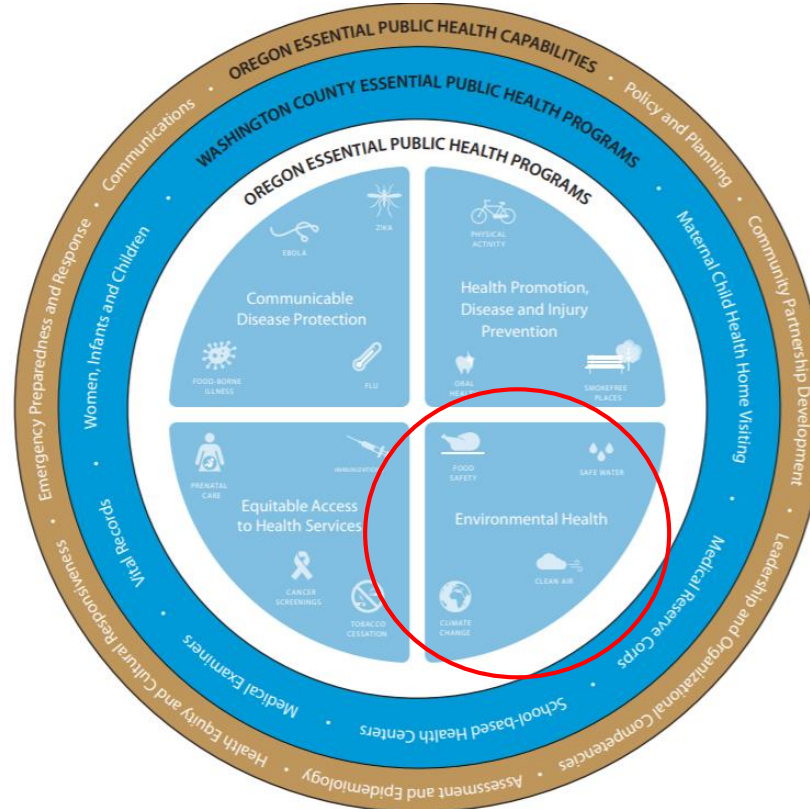 OREGON ESSENTIAL PUBLIC HEALTH CAPABILITIES
Policy and Planning
Community Partnership Development
Leadership and Organizational Competencies
Assessment and Epidemiology
Health Equity and Cultural Responsiveness
Emergency Preparedness and Response
Communications
WASHINGTON COUNTY ESSENTIAL PUBLIC HEALTH PROGRAMS
Maternal Child Health Home Visiting
Medical Reserve Corps
School-based Health Centers
Medical Examiners
Vital Records
Women, Infants and Children
OREGON ESSENTIAL PUBLIC HEALTH PROGRAMS
ZIKA
EBOLA
Communicable
Disease Protection
FOOD-BORNE
ILLNESS
FLU
PHYSICAL
ACTIVITY
Health Promotion,
Disease and Injury
Prevention
ORAL
HEALTH
SMOKEFREE
PLACES
PRENATAL
CARE
IMMUNIZATION
Equitable Access
to Health Services
CANCER
SCREENINGS
TOBACCO
CESSATION
FOOD
SAFETY
SAFE WATER
Environmental Health
CLEAN AIR
CLIMATE
CHANGE